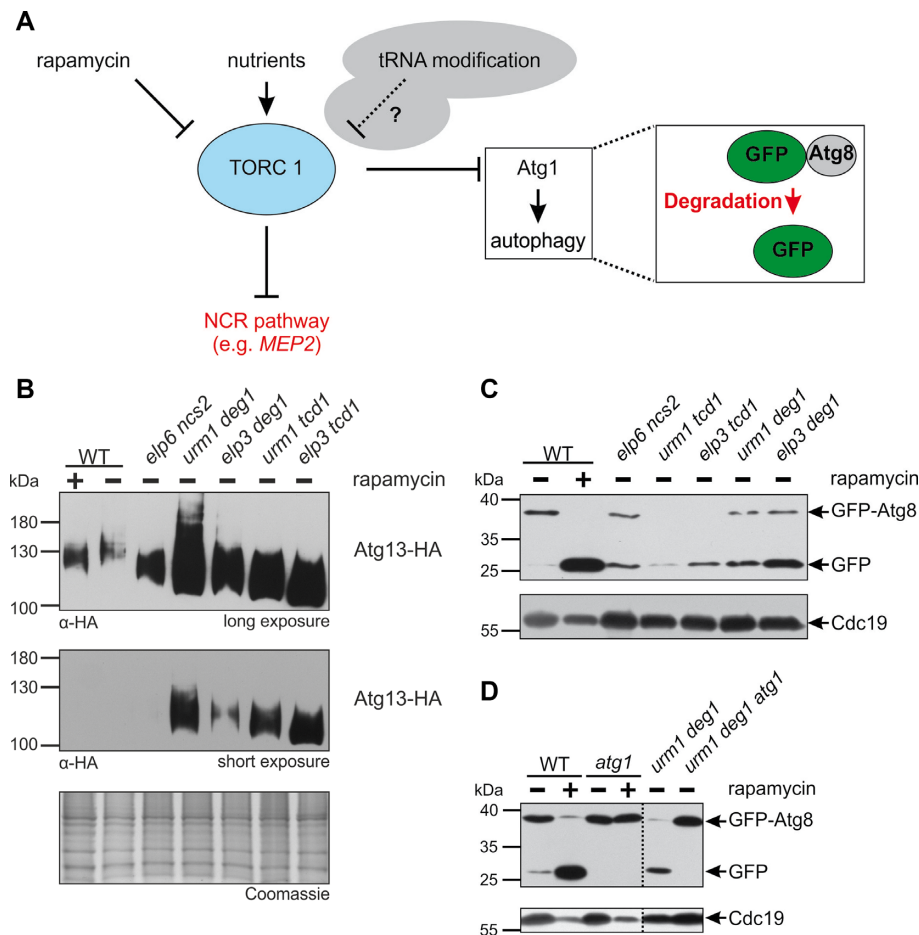 A
rapamycin
nutrients
tRNA modification
?
TORC 1
Atg1
autophagy
GFP
Atg8
Degradation
GFP
NCR pathway
(e.g. MEP2)
B
WT
elp6 ncs2
urm1 deg1
elp3 deg1
urm1 tcd1
elp3 tcd1
kDa
+ − − − − − −
rapamycin
180
130
100
Atg13-HA
α-HA
long exposure
180
130
100
Atg13-HA
α-HA
short exposure
Coomassie
C
WT
elp6 ncs2
urm1 tcd1
elp3 tcd1
urm1 deg1
elp3 deg1
kDa
− + − − − − −
rapamycin
40
35
25
GFP-Atg8
GFP
55
Cdc19
D
WT
atg1
urm1 deg1
urm1 deg1 atg1
kDa
− + − + − −
rapamycin
40
35
25
GFP-Atg8
GFP
55
Cdc19